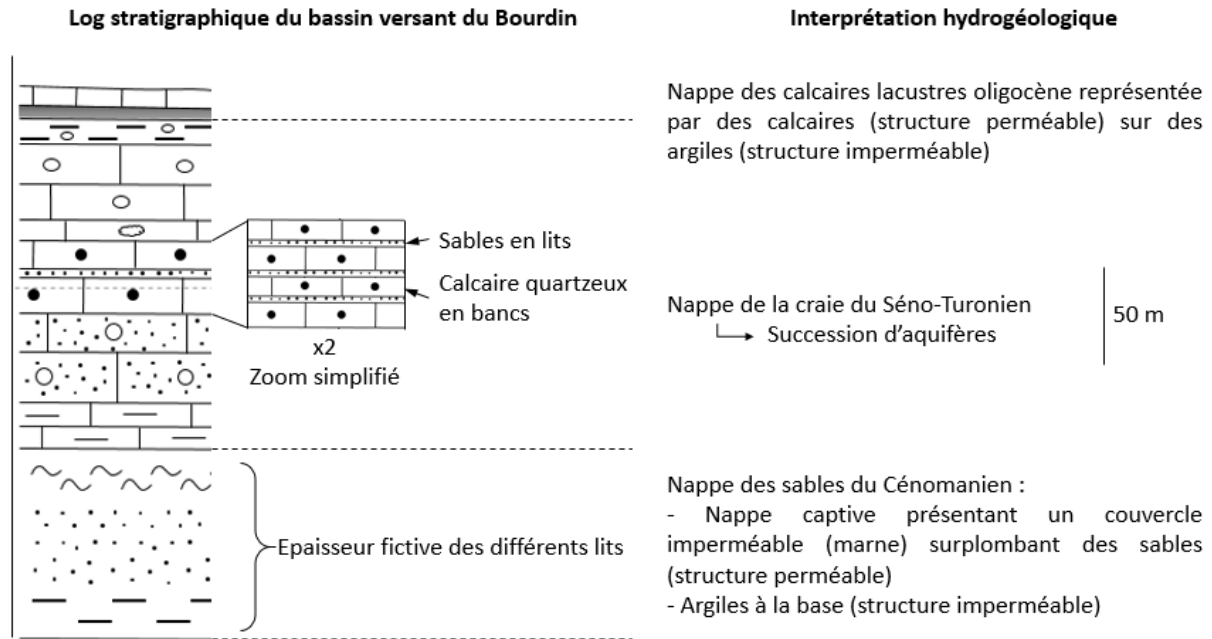 Log stratigraphique du bassin versant du Bourdin
Interprétation hydrogéologique
Nappe des calcaires lacustres oligocène représentée
par des calcaires (structure perméable) sur des
argiles (structure imperméable)
Sables en lits
Calcaire quartzeux
en bancs
x2
Zoom simplifié
Nappe de la craie du Séno-Turonien
Succession d'aquifères
50 m
Epaisseur fictive des différents lits
Nappe des sables du Cénomanien :
- Nappe captive présentant un couvercle
imperméable (marne) surplombant des sables
(structure perméable)
- Argiles à la base (structure imperméable)